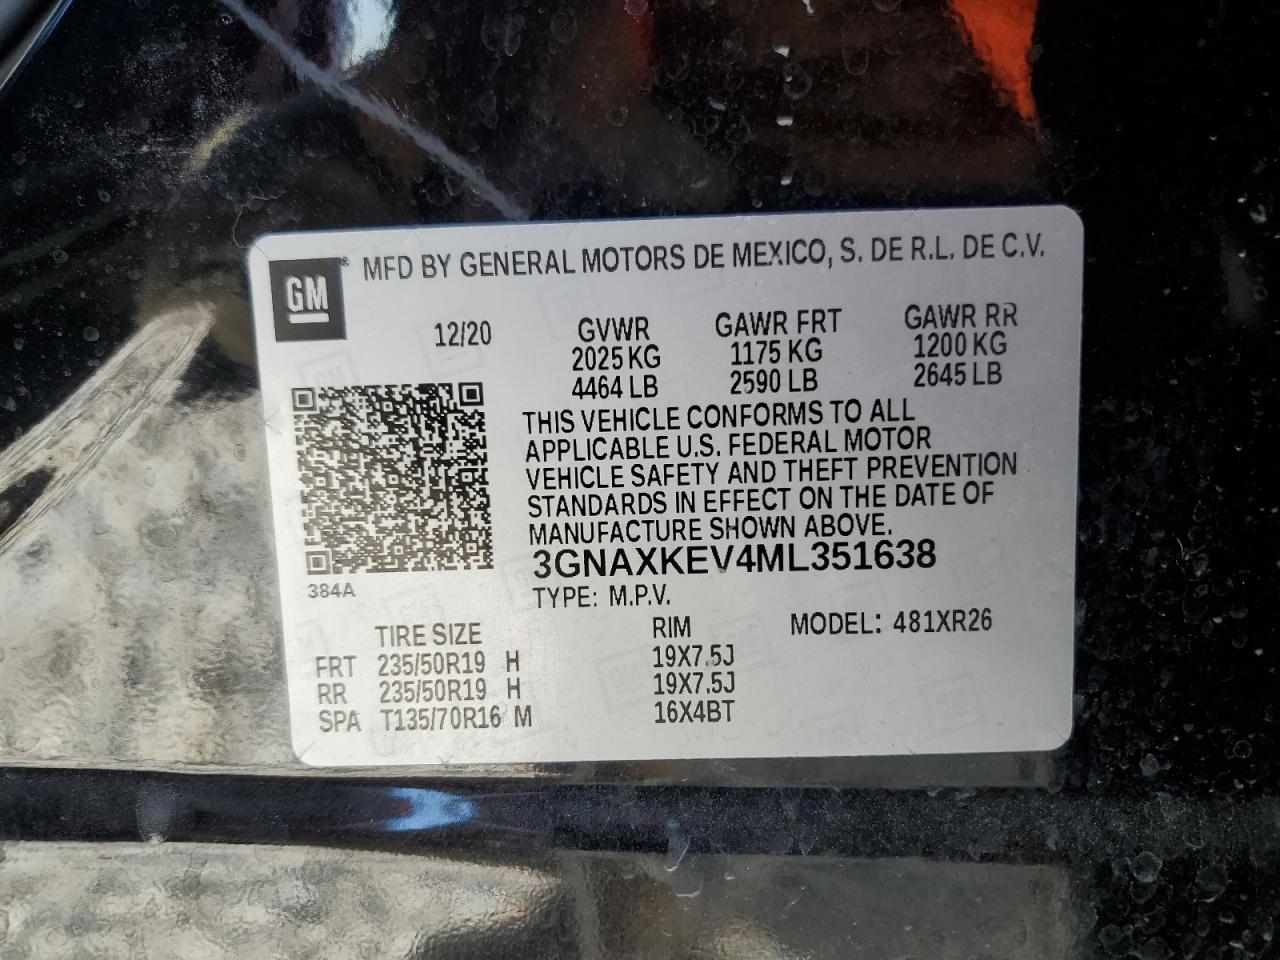 GM
MFD BY GENERAL MOTORS DE MEXICO, S. DE R.L. DE C.V.
12/20 GVWR GAWR FRT GAWR RR
2025 KG 1175 KG 1200 KG
4464 LB 2590 LB 2645 LB
THIS VEHICLE CONFORMS TO ALL
APPLICABLE U.S. FEDERAL MOTOR
VEHICLE SAFETY AND THEFT PREVENTION
STANDARDS IN EFFECT ON THE DATE OF
MANUFACTURE SHOWN ABOVE.
3GNAXKEV4ML351638
384A TYPE: M.P.V.
TIRE SIZE RIM MODEL: 481XR26
FRT 235/50R19 H 19X7.5J
RR 235/50R19 H 19X7.5J
SPA T135/70R16 M 16X4BT